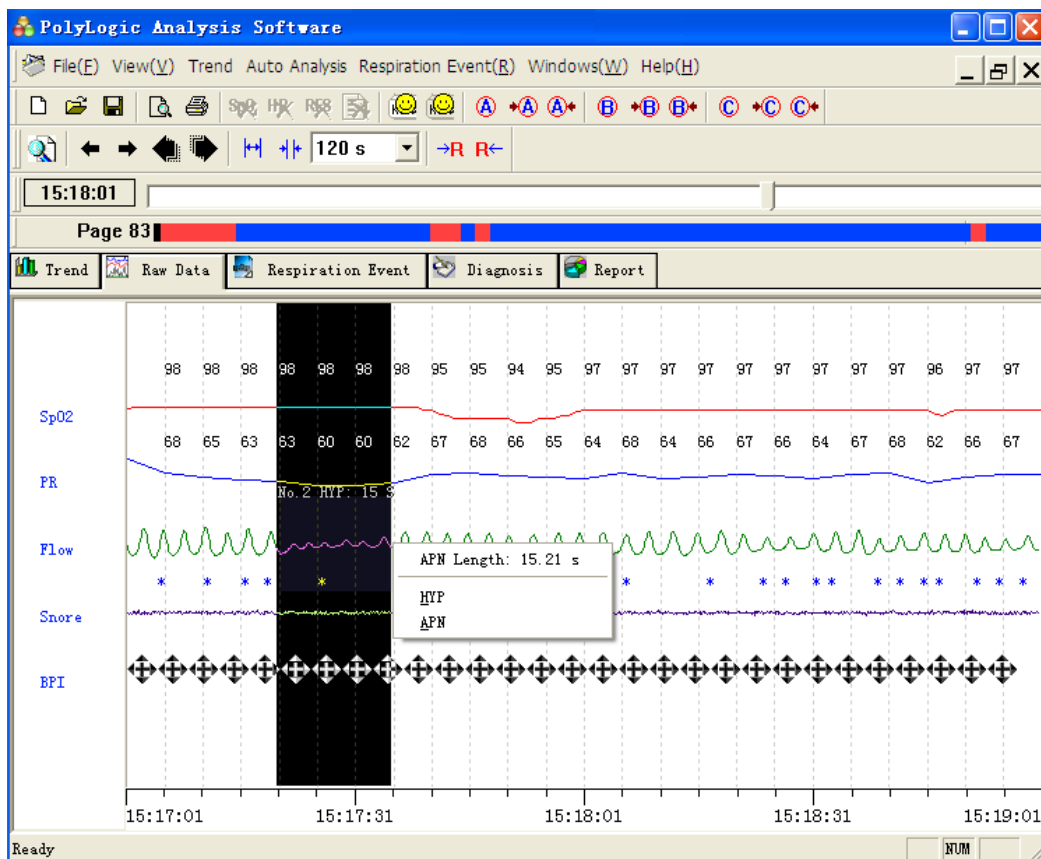 PolyLogic Analysis Software
File(F) View(V) Trend Auto Analysis Respiration Event(R) Windows(W) Help(H)
SpO2 HR RES A A A B B B C C C
120 s R R
15:18:01
Page 83
Trend Raw Data Respiration Event Diagnosis Report
98 98 98 98 98 98 98 95 95 94 95 97 97 97 97 97 97 97 97 97 96 97 97
SpO2
68 65 63 63 60 60 62 67 68 66 65 64 68 64 66 67 66 64 67 68 62 66 67
PR
No.2 HYP: 15 S
Flow
APN Length: 15.21 s
HYP
Snore
APN
BPI
15:17:01 15:17:31 15:18:01 15:18:31 15:19:01
Ready NUM